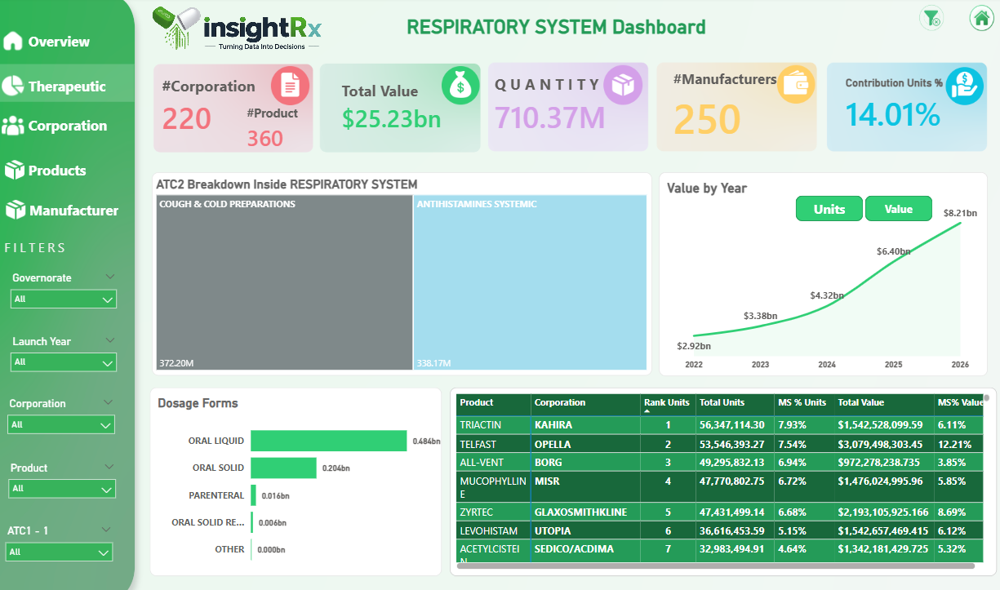 Overview
Therapeutic
Corporation
Products
Manufacturer
FILTERS
Governorate
All
Launch Year
All
Corporation
All
Product
All
ATC1 - 1
All
insightRx
Turning Data Into Decisions
RESPIRATORY SYSTEM Dashboard
#Corporation
220
#Product
360
Total Value
$25.23bn
QUANTITY
710.37M
#Manufacturers
250
Contribution Units %
14.01%
ATC2 Breakdown Inside RESPIRATORY SYSTEM
COUGH & COLD PREPARATIONS
372.20M
ANTIHISTAMINES SYSTEMIC
338.17M
Value by Year
Units
Value
$2.92bn
$3.38bn
$4.32bn
$6.40bn
$8.21bn
2022 2023 2024 2025 2026
Dosage Forms
ORAL LIQUID 0.484bn
ORAL SOLID 0.204bn
PARENTERAL 0.016bn
ORAL SOLID RE... 0.006bn
OTHER 0.000bn
Product Corporation Rank Units Total Units MS % Units Total Value MS% Value
TRIACTIN KAHIRA 1 56,347,114.30 7.93% $1,542,528,099.59 6.11%
TELFAST OPELLA 2 53,546,393.27 7.54% $3,079,498,303.45 12.21%
ALL-VENT BORG 3 49,295,832.13 6.94% $972,278,238.735 3.85%
MUCOPHYLLIN MISR 4 47,770,802.75 6.72% $1,476,024,995.96 5.85%
E
ZYRTEC GLAXOSMITHKLINE 5 47,431,499.14 6.68% $2,193,105,925.166 8.69%
LEVOHISTAM UTOPIA 6 36,616,453.59 5.15% $1,542,657,469.415 6.12%
ACETYLCISTEI SEDICO/ACDIMA 7 32,983,494.91 4.64% $1,342,181,429.725 5.32%
N